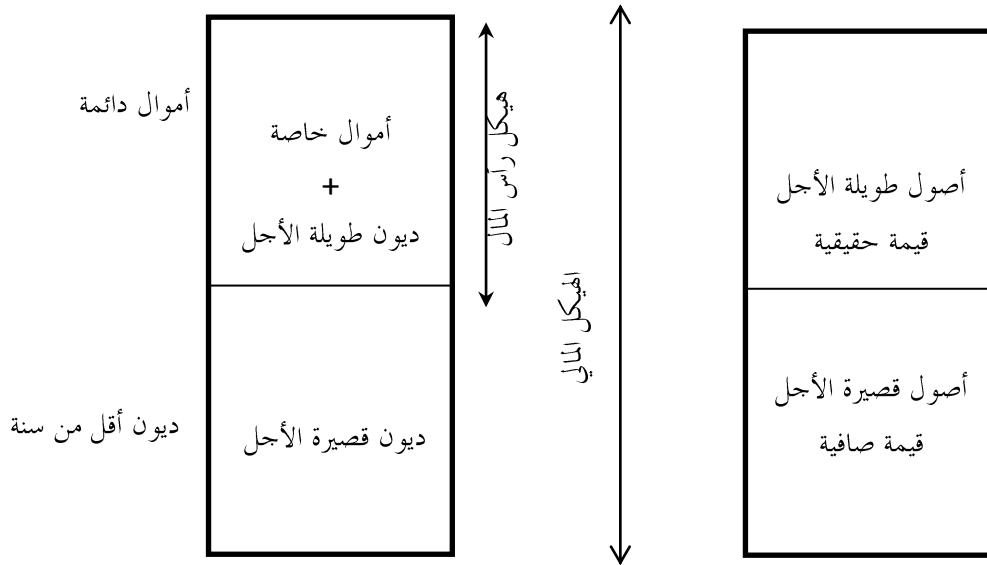 أصول طويلة الأجل
قيمة حقيقية
أصول قصيرة الأجل
قيمة صافية
الهيكل المالي
هيكل رأس المال
أموال خاصة
+
ديون طويلة الأجل
ديون قصيرة الأجل
أموال دائمة
ديون أقل من سنة